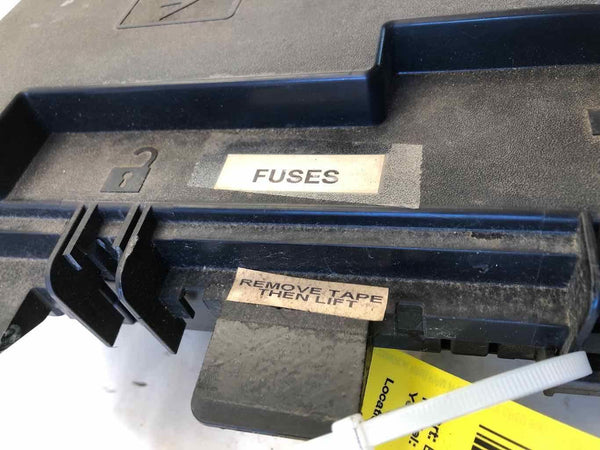 FUSES
REMOVE TAPE
THEN LIFT